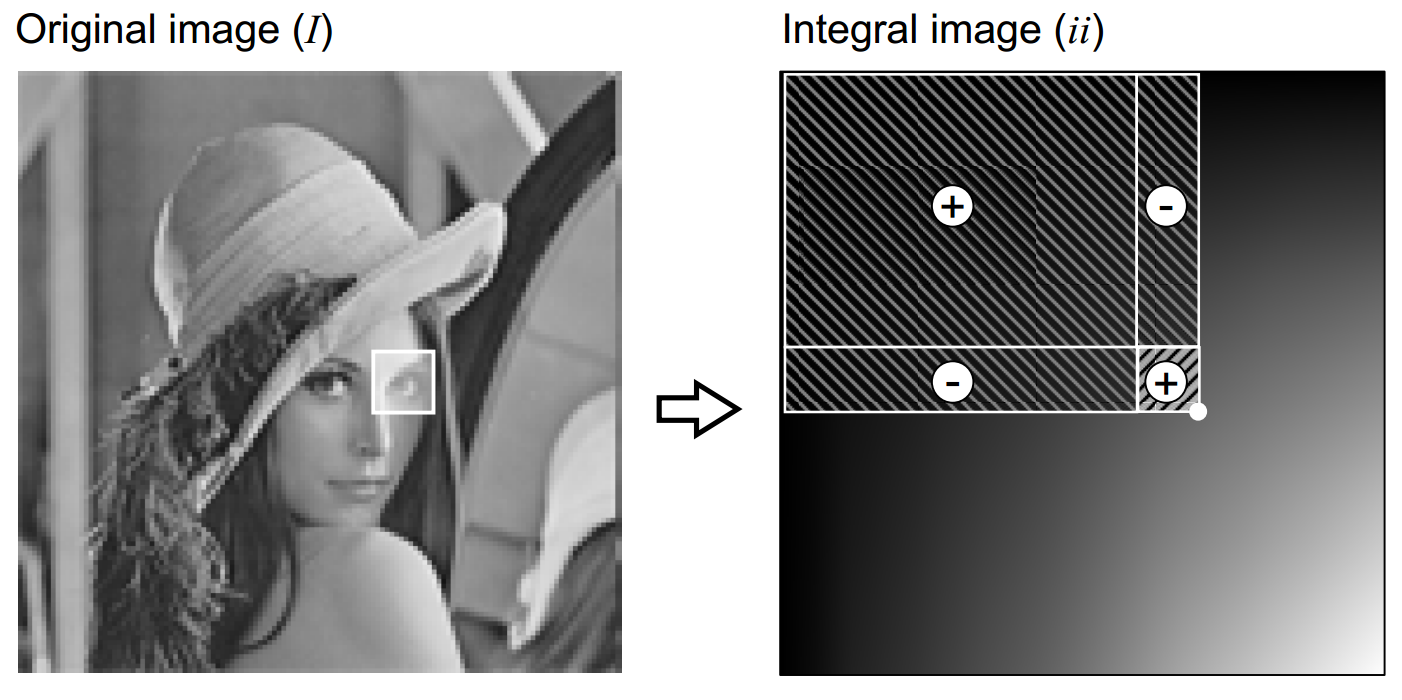 Original image (I)
Integral image (ii)
+ -
- +